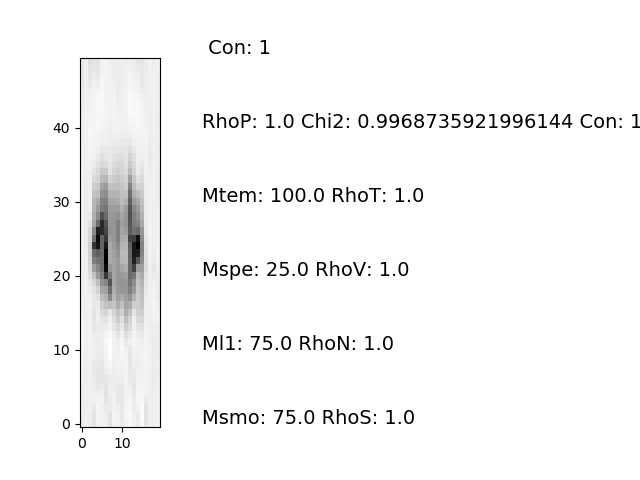 Con: 1
RhoP: 1.0 Chi2: 0.9968735921996144 Con: 1
Mtem: 100.0 RhoT: 1.0
Mspe: 25.0 RhoV: 1.0
Ml1: 75.0 RhoN: 1.0
Msmo: 75.0 RhoS: 1.0
40
30
20
10
0
0 10